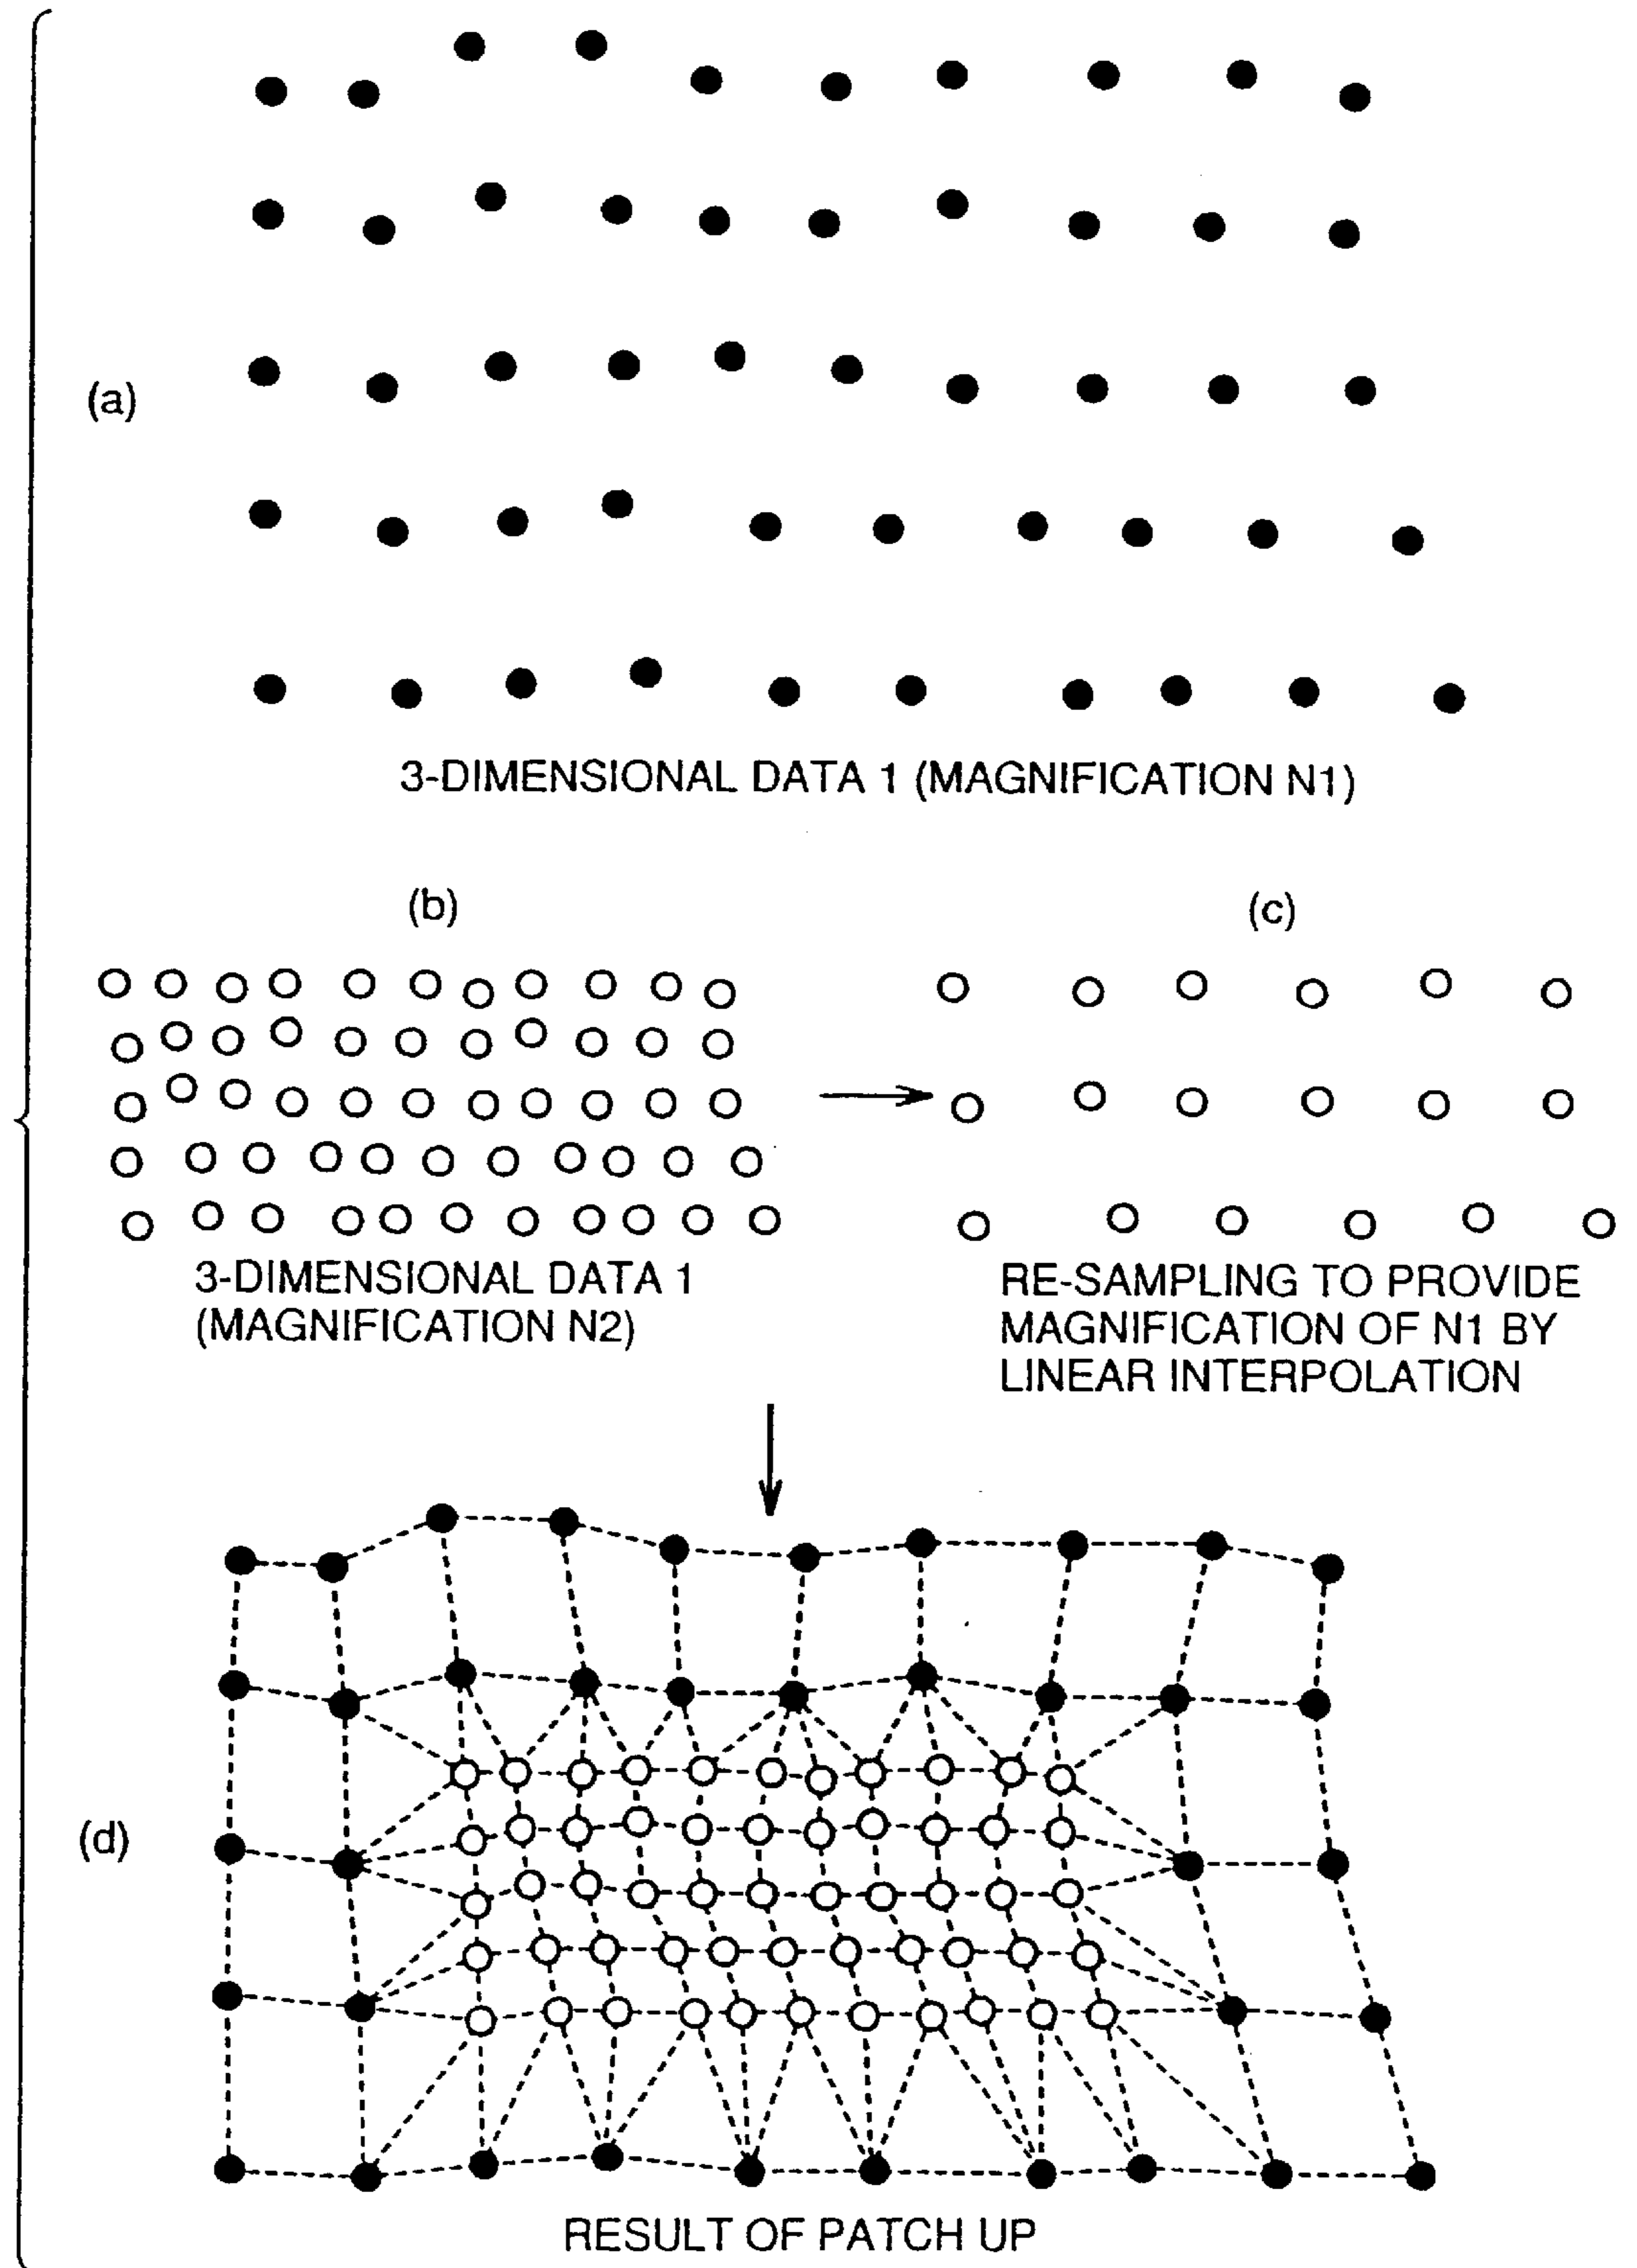 (a)
3-DIMENSIONAL DATA 1 (MAGNIFICATION N1)
(b)
(c)
3-DIMENSIONAL DATA 1
(MAGNIFICATION N2)
RE-SAMPLING TO PROVIDE
MAGNIFICATION OF N1 BY
LINEAR INTERPOLATION
(d)
RESULT OF PATCH UP